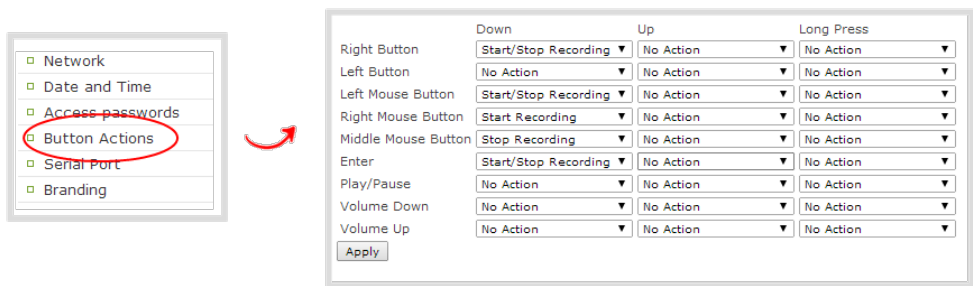 Network
Date and Time
Access passwords
Button Actions
Serial Port
Branding
Down Up Long Press
Right Button Start/Stop Recording No Action No Action
Left Button No Action No Action No Action
Left Mouse Button Start/Stop Recording No Action No Action
Right Mouse Button Start Recording No Action No Action
Middle Mouse Button Stop Recording No Action No Action
Enter Start/Stop Recording No Action No Action
Play/Pause No Action No Action No Action
Volume Down No Action No Action No Action
Volume Up No Action No Action No Action
Apply